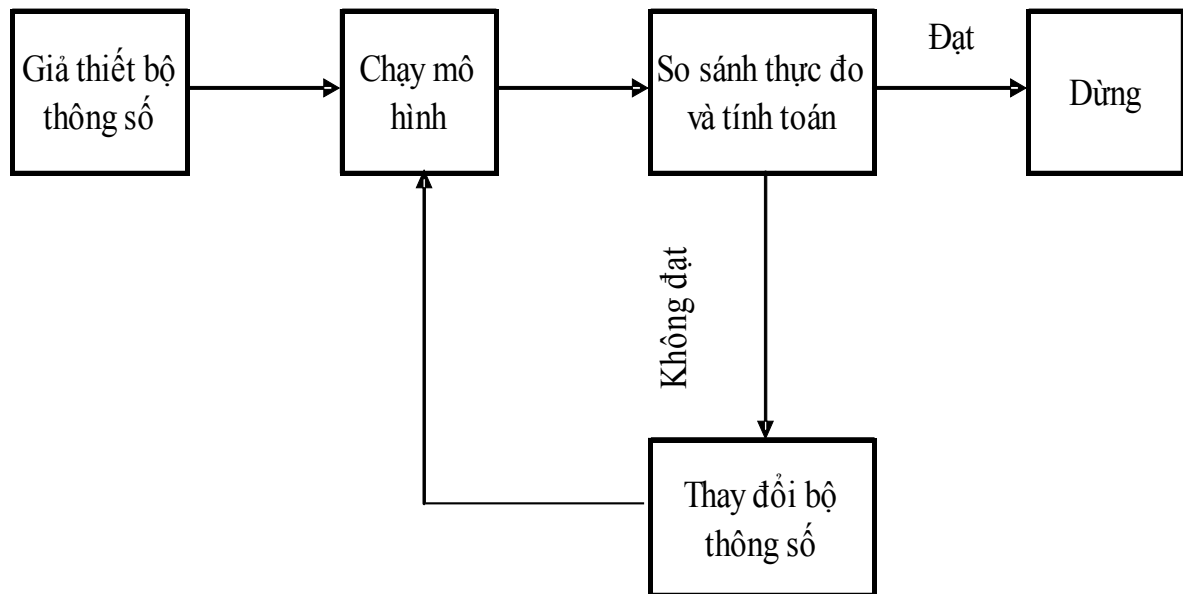 Giả thiết bộ
thông số
Chạy mô
hình
So sánh thực đo
và tính toán
Đạt
Dừng
Không đạt
Thay đổi bộ
thông số